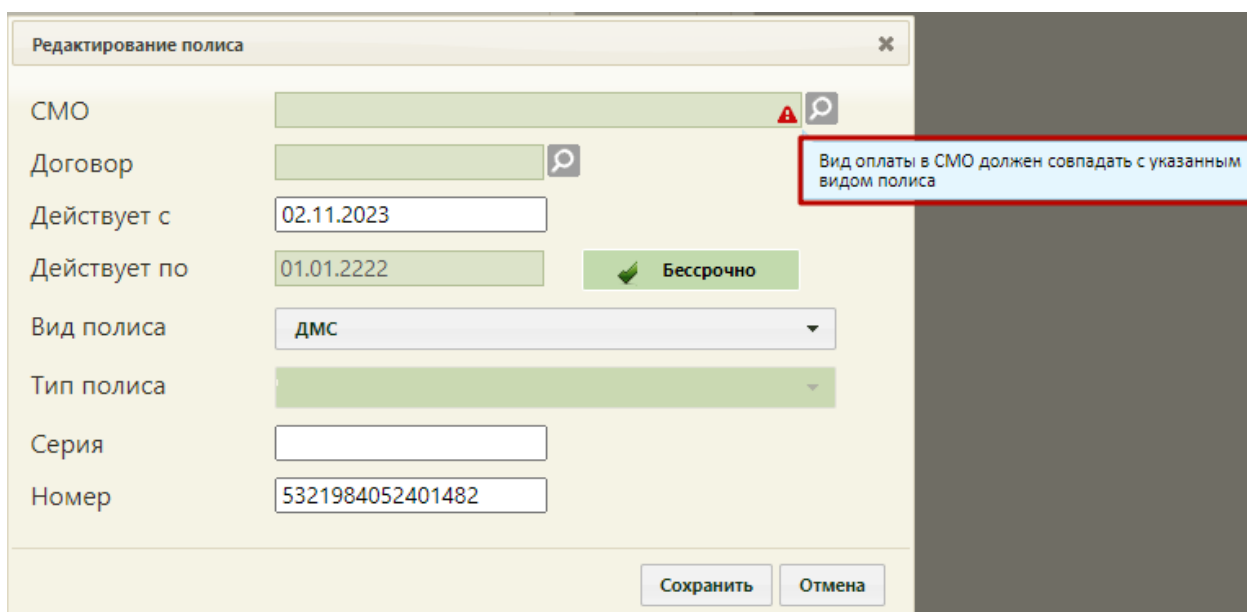 Редактирование полиса
СМО
Вид оплаты в СМО должен совпадать с указанным
видом полиса
Договор
Действует с 02.11.2023
Действует по 01.01.2222 Бессрочно
Вид полиса ДМС
Тип полиса
Серия
Номер 5321984052401482
Сохранить Отмена